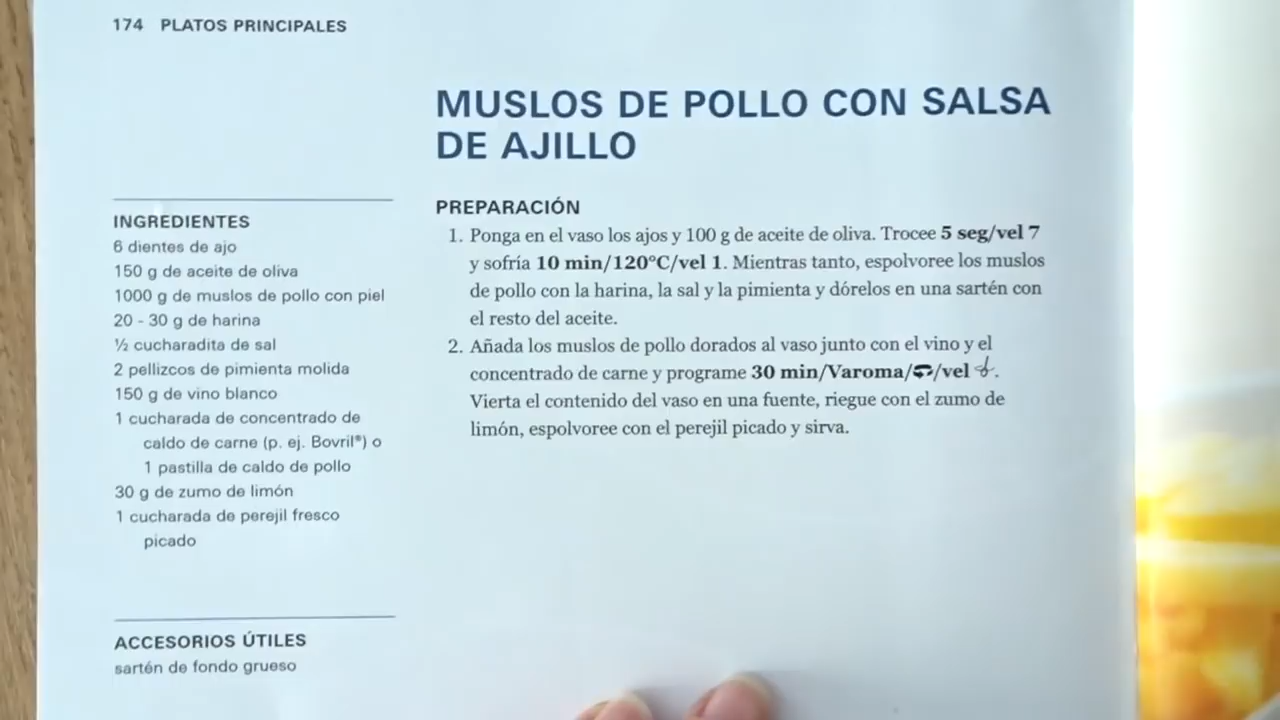 174 PLATOS PRINCIPALES
MUSLOS DE POLLO CON SALSA
DE AJILLO
INGREDIENTES
6 dientes de ajo
150 g de aceite de oliva
1000 g de muslos de pollo con piel
20 - 30 g de harina
½ cucharadita de sal
2 pellizcos de pimienta molida
150 g de vino blanco
1 cucharada de concentrado de
caldo de carne (p. ej. Bovril®) o
1 pastilla de caldo de pollo
30 g de zumo de limón
1 cucharada de perejil fresco
picado
ACCESORIOS ÚTILES
sartén de fondo grueso
PREPARACIÓN
1. Ponga en el vaso los ajos y 100 g de aceite de oliva. Trocee 5 seg/vel 7
y sofría 10 min/120°C/vel 1. Mientras tanto, espolvoree los muslos
de pollo con la harina, la sal y la pimienta y dórelos en una sartén con
el resto del aceite.
2. Añada los muslos de pollo dorados al vaso junto con el vino y el
concentrado de carne y programe 30 min/Varoma/ /vel .
Vierta el contenido del vaso en una fuente, riegue con el zumo de
limón, espolvoree con el perejil picado y sirva.